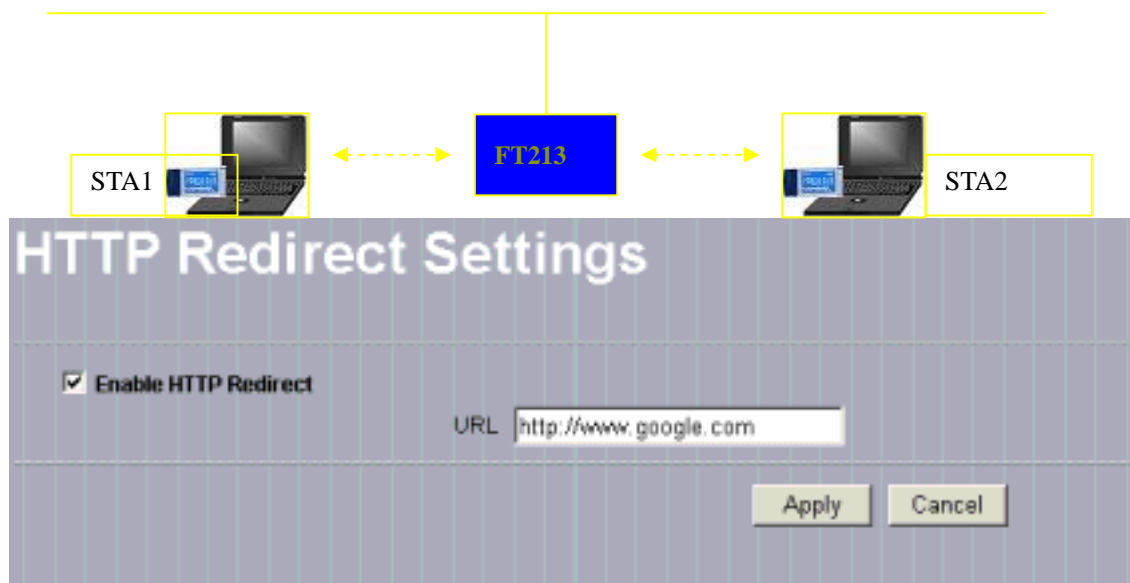 FT213
STA1
STA2
HTTP Redirect Settings
Enable HTTP Redirect
URL http://www.google.com
Apply Cancel